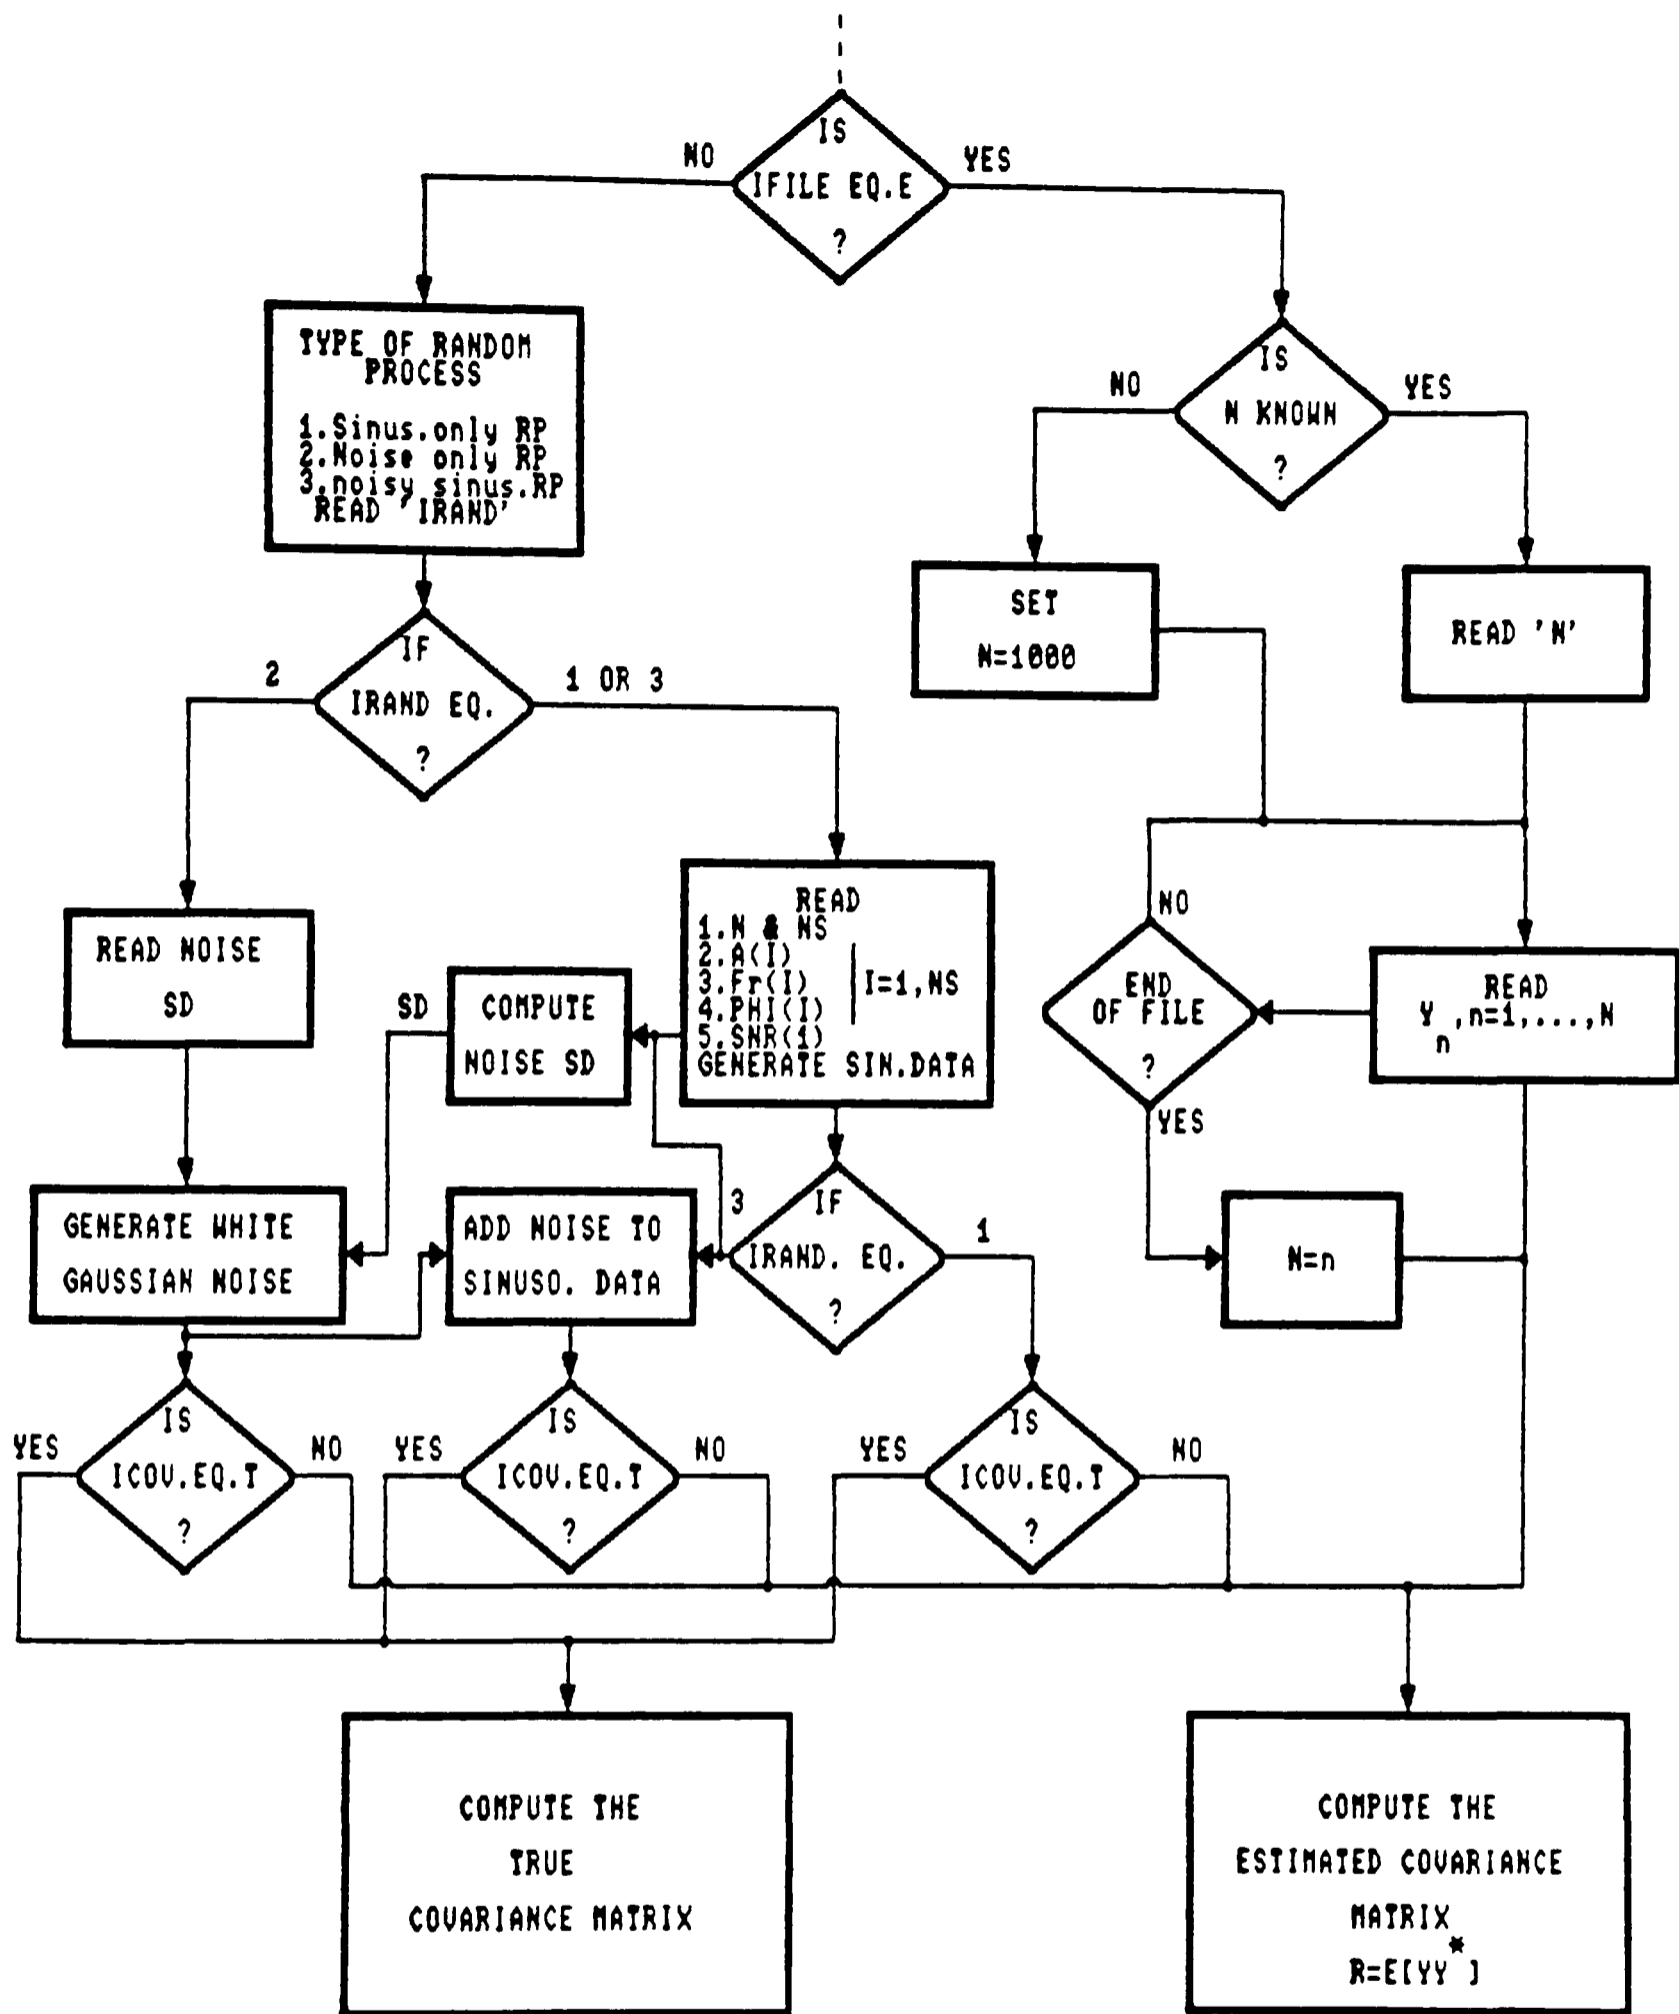 IS
IFILE EQ.E
?
NO
YES
TYPE OF RANDOM
PROCESS
1.Sinus.only RP
2.Noise only RP
3.noisy sinus.RP
READ 'IRAND'
IS
N KNOWN
?
NO
YES
SET
N=1000
READ 'N'
IF
IRAND EQ.
?
2
1 OR 3
READ NOISE
SD
READ
1.N & NS
2.A(I)
3.Fr(I)
4.PHI(I)
I=1,NS
5.SNR(1)
GENERATE SIN.DATA
COMPUTE
NOISE SD
SD
NO
END
OF FILE
?
YES
READ
Yn,n=1,...,N
GENERATE WHITE
GAUSSIAN NOISE
ADD NOISE TO
SINUSO. DATA
3
IF
IRAND. EQ.
?
1
N=n
YES
IS
ICOV.EQ.T
?
NO
YES
IS
ICOV.EQ.T
?
NO
YES
IS
ICOV.EQ.T
?
NO
COMPUTE THE
TRUE
COVARIANCE MATRIX
COMPUTE THE
ESTIMATED COVARIANCE
MATRIX
R=E[YY*]